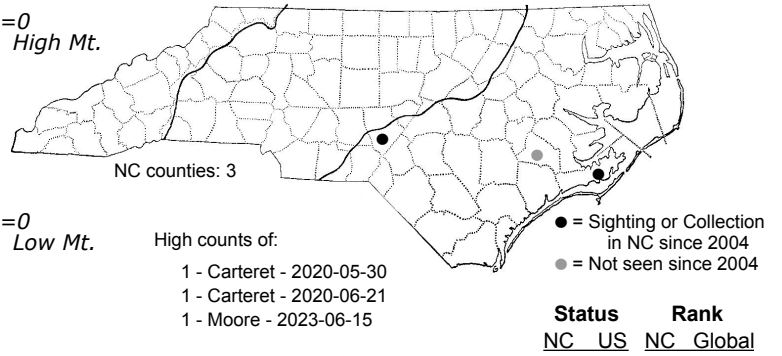 =0
High Mt.
NC counties: 3
=0
Low Mt.
High counts of:
1 - Carteret - 2020-05-30
1 - Carteret - 2020-06-21
1 - Moore - 2023-06-15
● = Sighting or Collection
in NC since 2004
● = Not seen since 2004
Status Rank
NC US NC Global